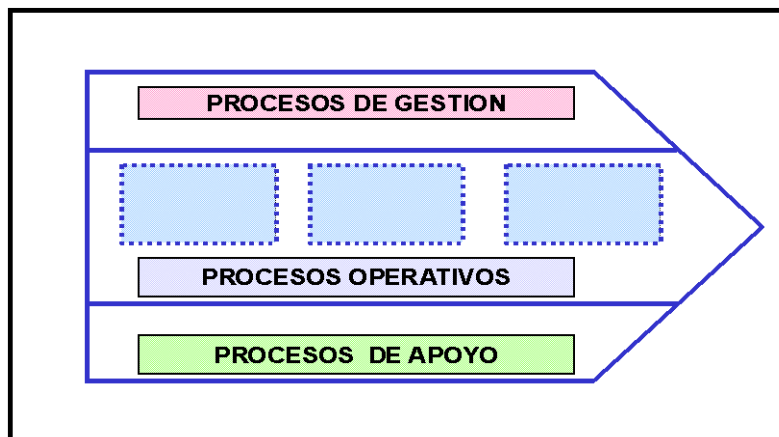 PROCESOS DE GESTION
PROCESOS OPERATIVOS
PROCESOS DE APOYO